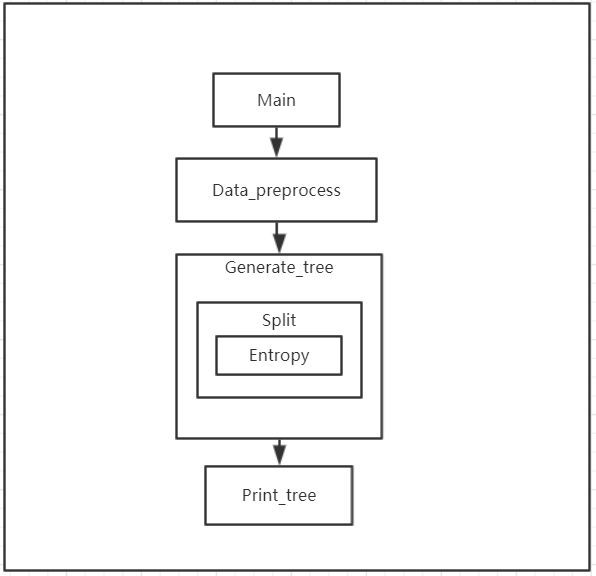 Main
Data_preprocess
Generate_tree
Split
Entropy
Print_tree